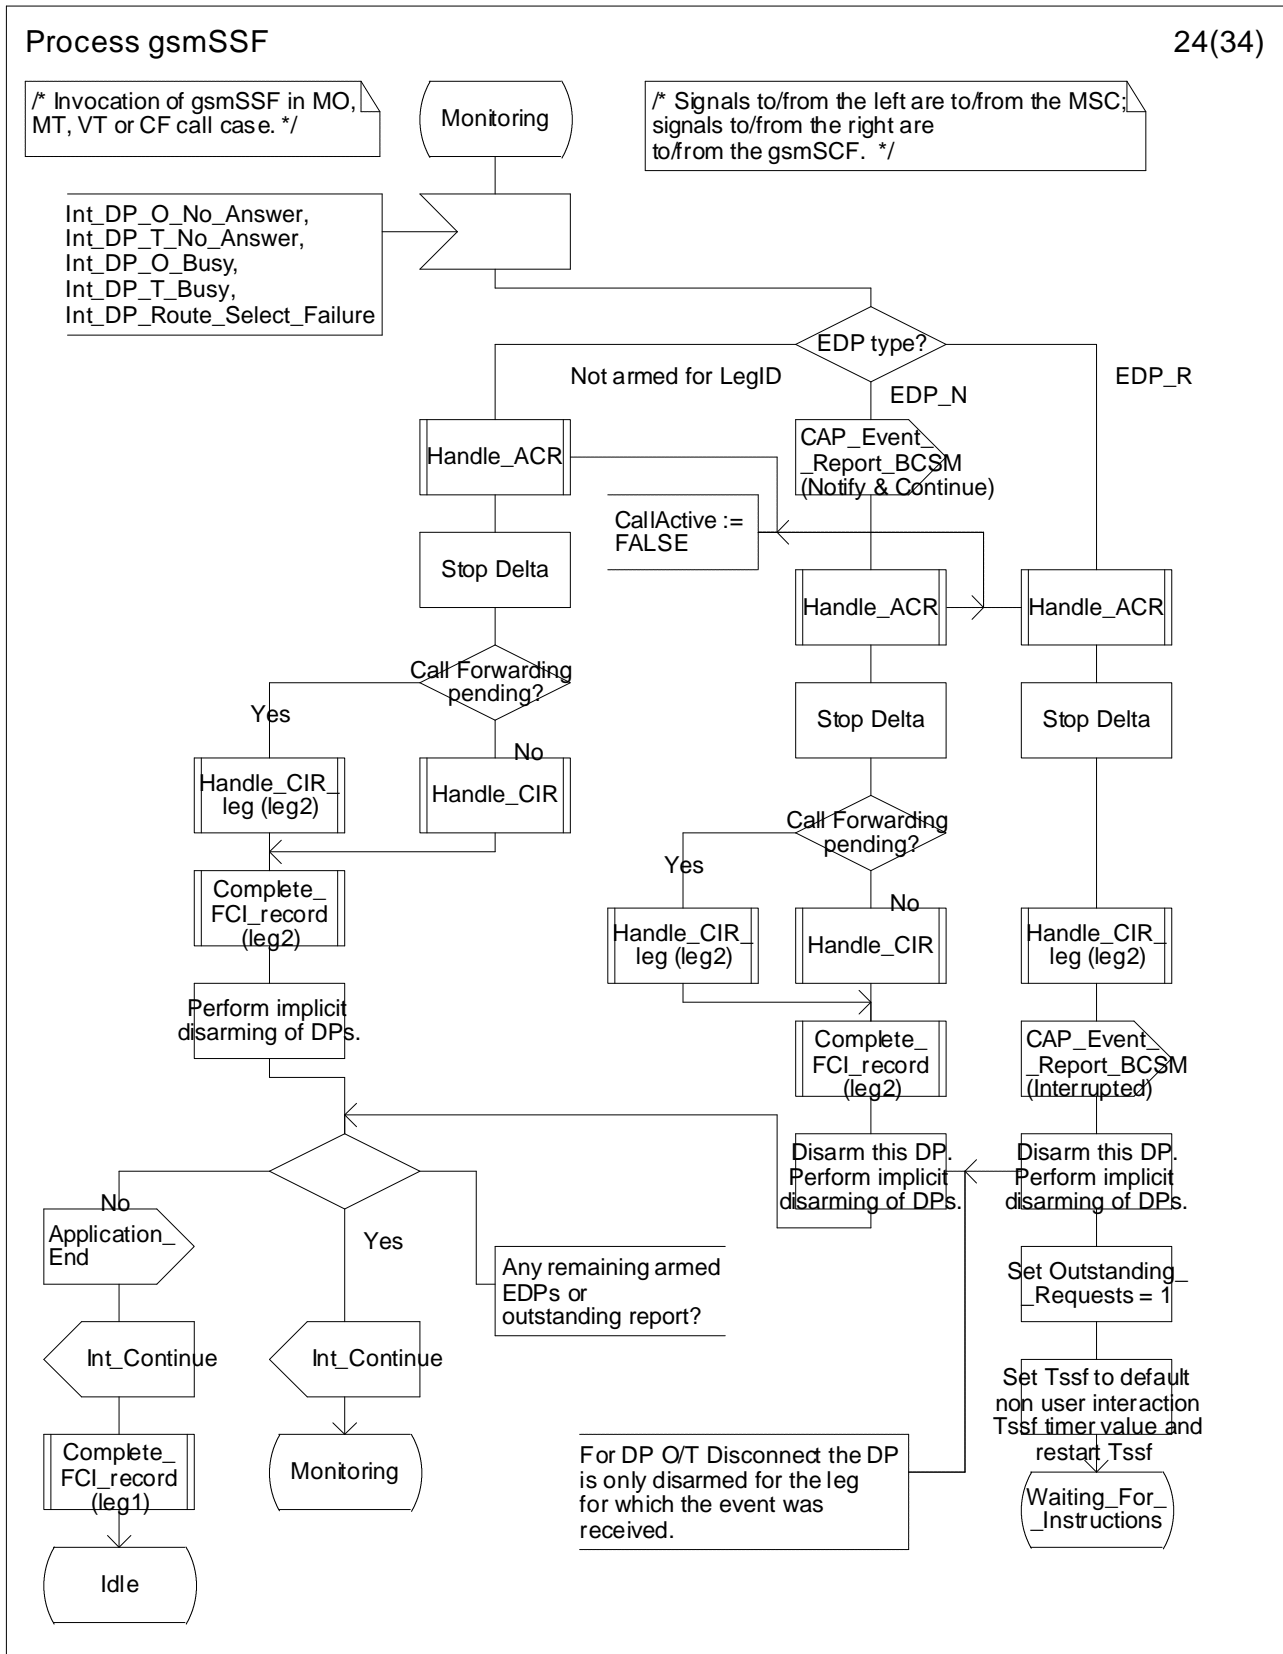 Process gsmSSF
24(34)
/* Invocation of gsmSSF in MO,
MT, VT or CF call case. */
Monitoring
/* Signals to/from the left are to/from the MSC;
signals to/from the right are
to/from the gsmSCF. */
Int_DP_O_No_Answer,
Int_DP_T_No_Answer,
Int_DP_O_Busy,
Int_DP_T_Busy,
Int_DP_Route_Select_Failure
EDP type?
Not armed for LegID
EDP_N
EDP_R
Handle_ACR
CAP_Event_
_Report_BCSM
(Notify & Continue)
CallActive :=
FALSE
Stop Delta
Handle_ACR
Handle_ACR
Call Forwarding
pending?
Yes
No
Stop Delta
Stop Delta
Handle_CIR_
leg (leg2)
Handle_CIR
Call Forwarding
pending?
Yes
No
Complete_
FCI_record
(leg2)
Handle_CIR_
leg (leg2)
Handle_CIR
Handle_CIR_
leg (leg2)
Perform implicit
disarming of DPs.
Complete_
FCI_record
(leg2)
CAP_Event_
_Report_BCSM
(Interrupted)
Disarm this DP.
Perform implicit
disarming of DPs.
Disarm this DP.
Perform implicit
disarming of DPs.
No
Yes
Application_
End
Any remaining armed
EDPs or
outstanding report?
Set Outstanding_
_Requests = 1
Int_Continue
Int_Continue
Set Tssf to default
non user interaction
Tssf timer value and
restart Tssf
Complete_
FCI_record
(leg1)
Monitoring
For DP O/T Disconnect the DP
is only disarmed for the leg
for which the event was
received.
Waiting_For_
_Instructions
Idle